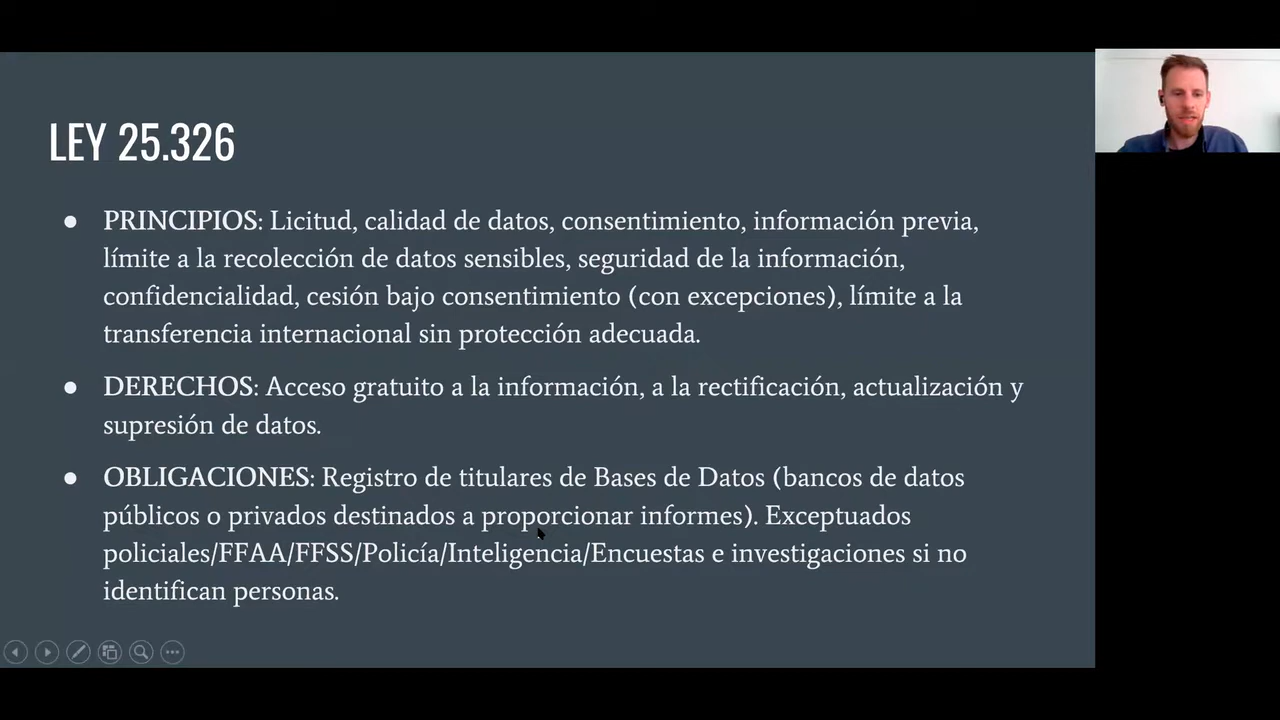 LEY 25.326
● PRINCIPIOS: Licitud, calidad de datos, consentimiento, información previa,
límite a la recolección de datos sensibles, seguridad de la información,
confidencialidad, cesión bajo consentimiento (con excepciones), límite a la
transferencia internacional sin protección adecuada.
● DERECHOS: Acceso gratuito a la información, a la rectificación, actualización y
supresión de datos.
● OBLIGACIONES: Registro de titulares de Bases de Datos (bancos de datos
públicos o privados destinados a proporcionar informes). Exceptuados
policiales/FFAA/FFSS/Policía/Inteligencia/Encuestas e investigaciones si no
identifican personas.